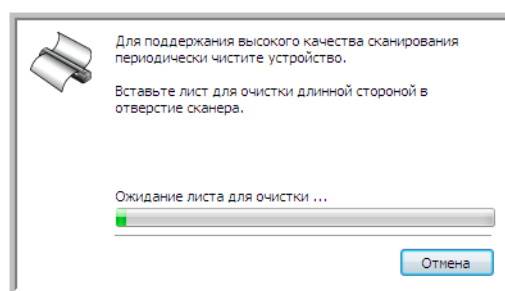 Для поддержания высокого качества сканирования
периодически чистите устройство.
Вставьте лист для очистки длинной стороной в
отверстие сканера.
Ожидание листа для очистки ...
Отмена